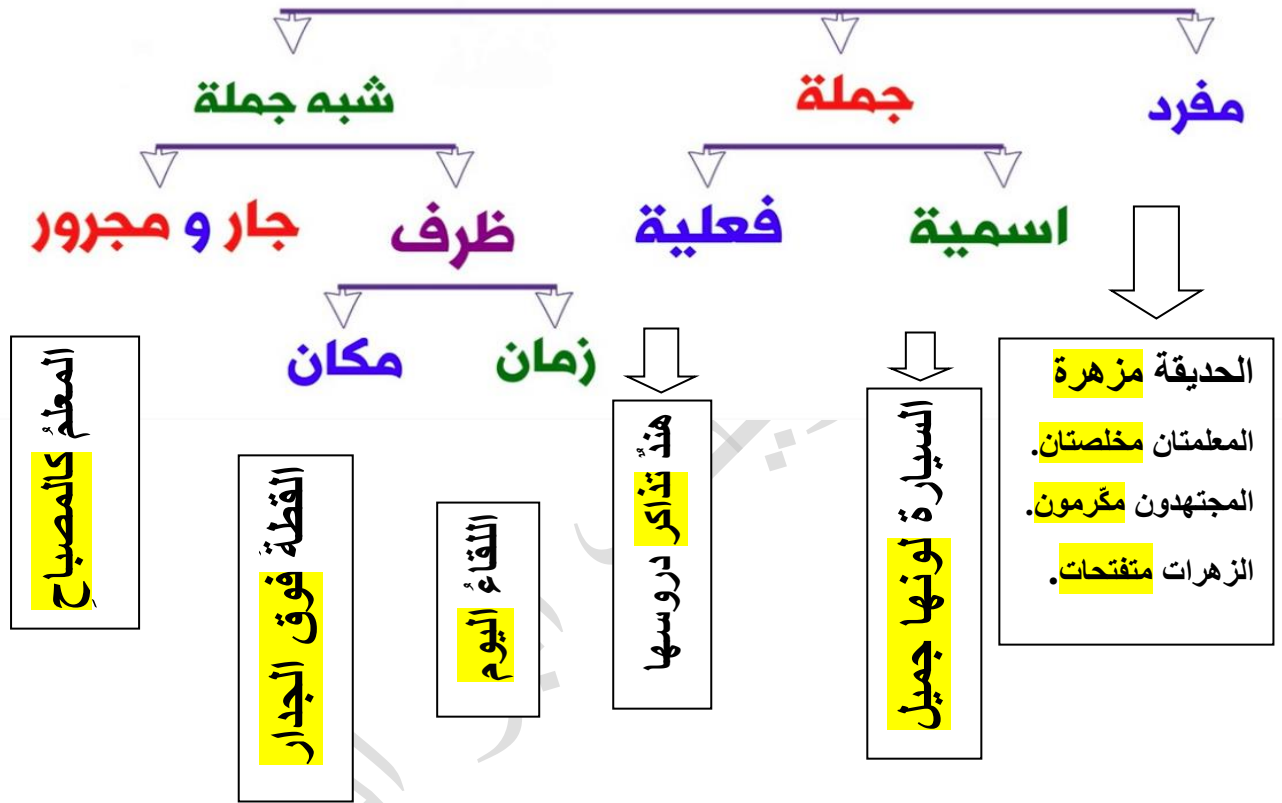 مفرد
جملة
شبه جملة
اسمية
فعلية
ظرف
جار و مجرور
زمان
مكان
الحديقة مزهرة
المعلمتان مخلصتان.
المجتهدون مكّرمون.
الزهرات متفتحات.
السيارة لونها جميل
هندٌ تذاكر دروسها
اللقاءُ اليوم
القطةُ فوق الجدار
المعلمُ كالمصباحِ